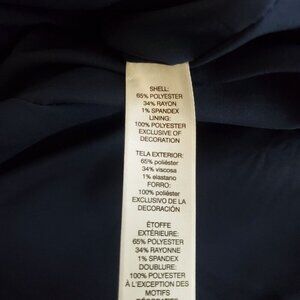 SHELL:
65% POLYESTER
34% RAYON
1% SPANDEX
LINING:
100% POLYESTER
EXCLUSIVE OF
DECORATION
TELA EXTERIOR:
65% poliéster
34% viscosa
1% elastano
FORRO:
100% poliéster
EXCLUSIVO DE LA
DECORACIÓN
ÉTOFFE
EXTÉRIEURE:
65% POLYESTER
34% RAYONNE
1% SPANDEX
DOUBLURE:
100% POLYESTER
À L'EXCEPTION DES
MOTIFS